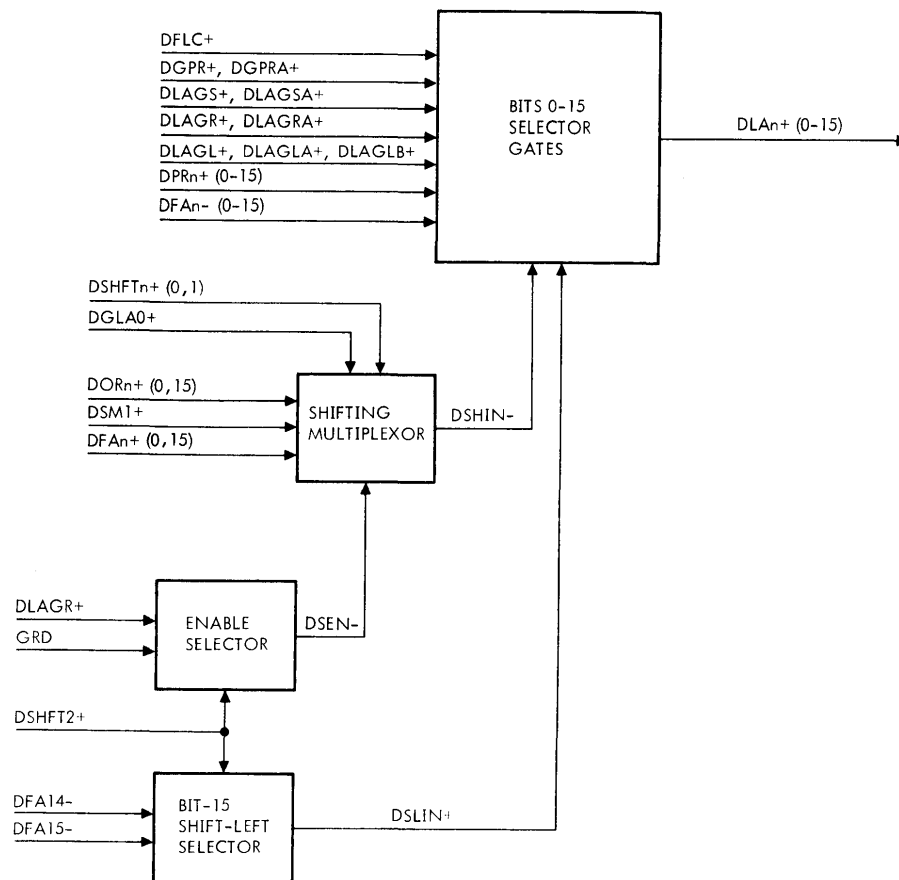 DFLC+
DGPR+, DGPRA+
DLAGS+, DLAGSA+
DLAGR+, DLAGRA+
DLAGL+, DLAGLA+, DLAGLB+
DPRn+ (0-15)
DFAn- (0-15)
BITS 0-15
SELECTOR
GATES
DLAn+ (0-15)
DSHFTn+ (0,1)
DGLA0+
DORn+ (0,15)
DSM1+
DFAn+ (0,15)
SHIFTING
MULTIPLEXOR
DSHIN-
DLAGR+
GRD
ENABLE
SELECTOR
DSEN-
DSHFT2+
DFA14-
DFA15-
BIT-15
SHIFT-LEFT
SELECTOR
DSLIN+